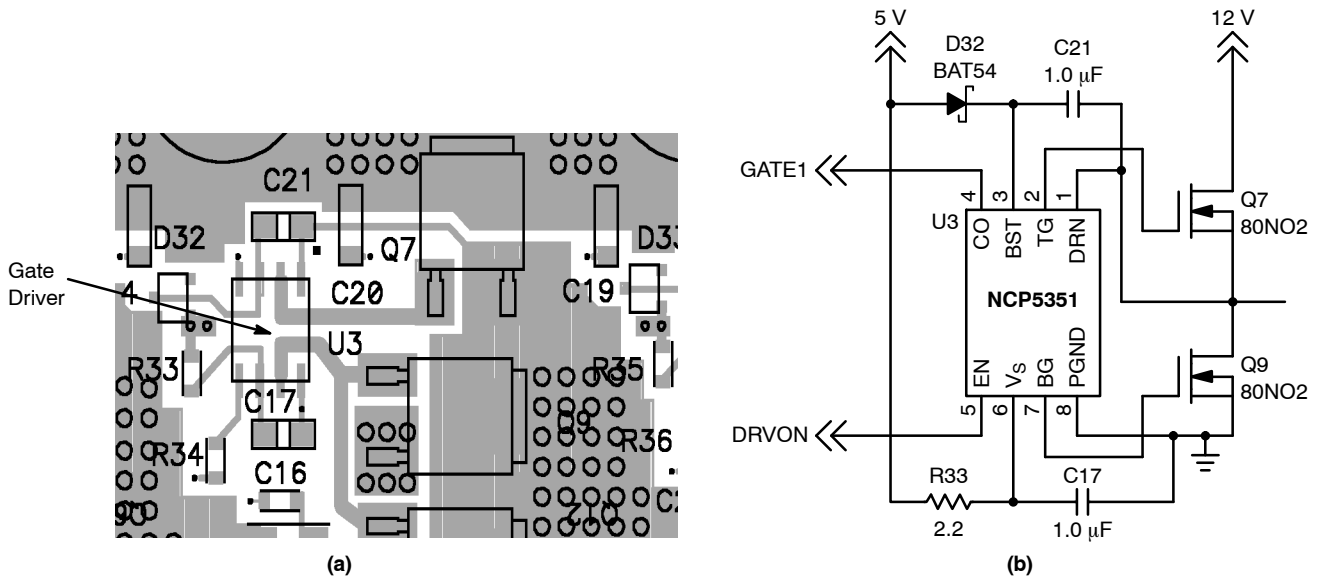 C21
D32
Q7
D33
Gate
Driver
4
C20
C19
U3
R33
R35
C17
Q9
R34
R36
C16
Q12
(a)
5 V
12 V
D32
BAT54
C21
1.0 μF
GATE1
4
3
2
1
U3
CO
BST
TG
DRN
Q7
80NO2
NCP5351
EN
VS
BG
PGND
Q9
80NO2
5
6
7
8
DRVON
R33
2.2
C17
1.0 μF
(b)